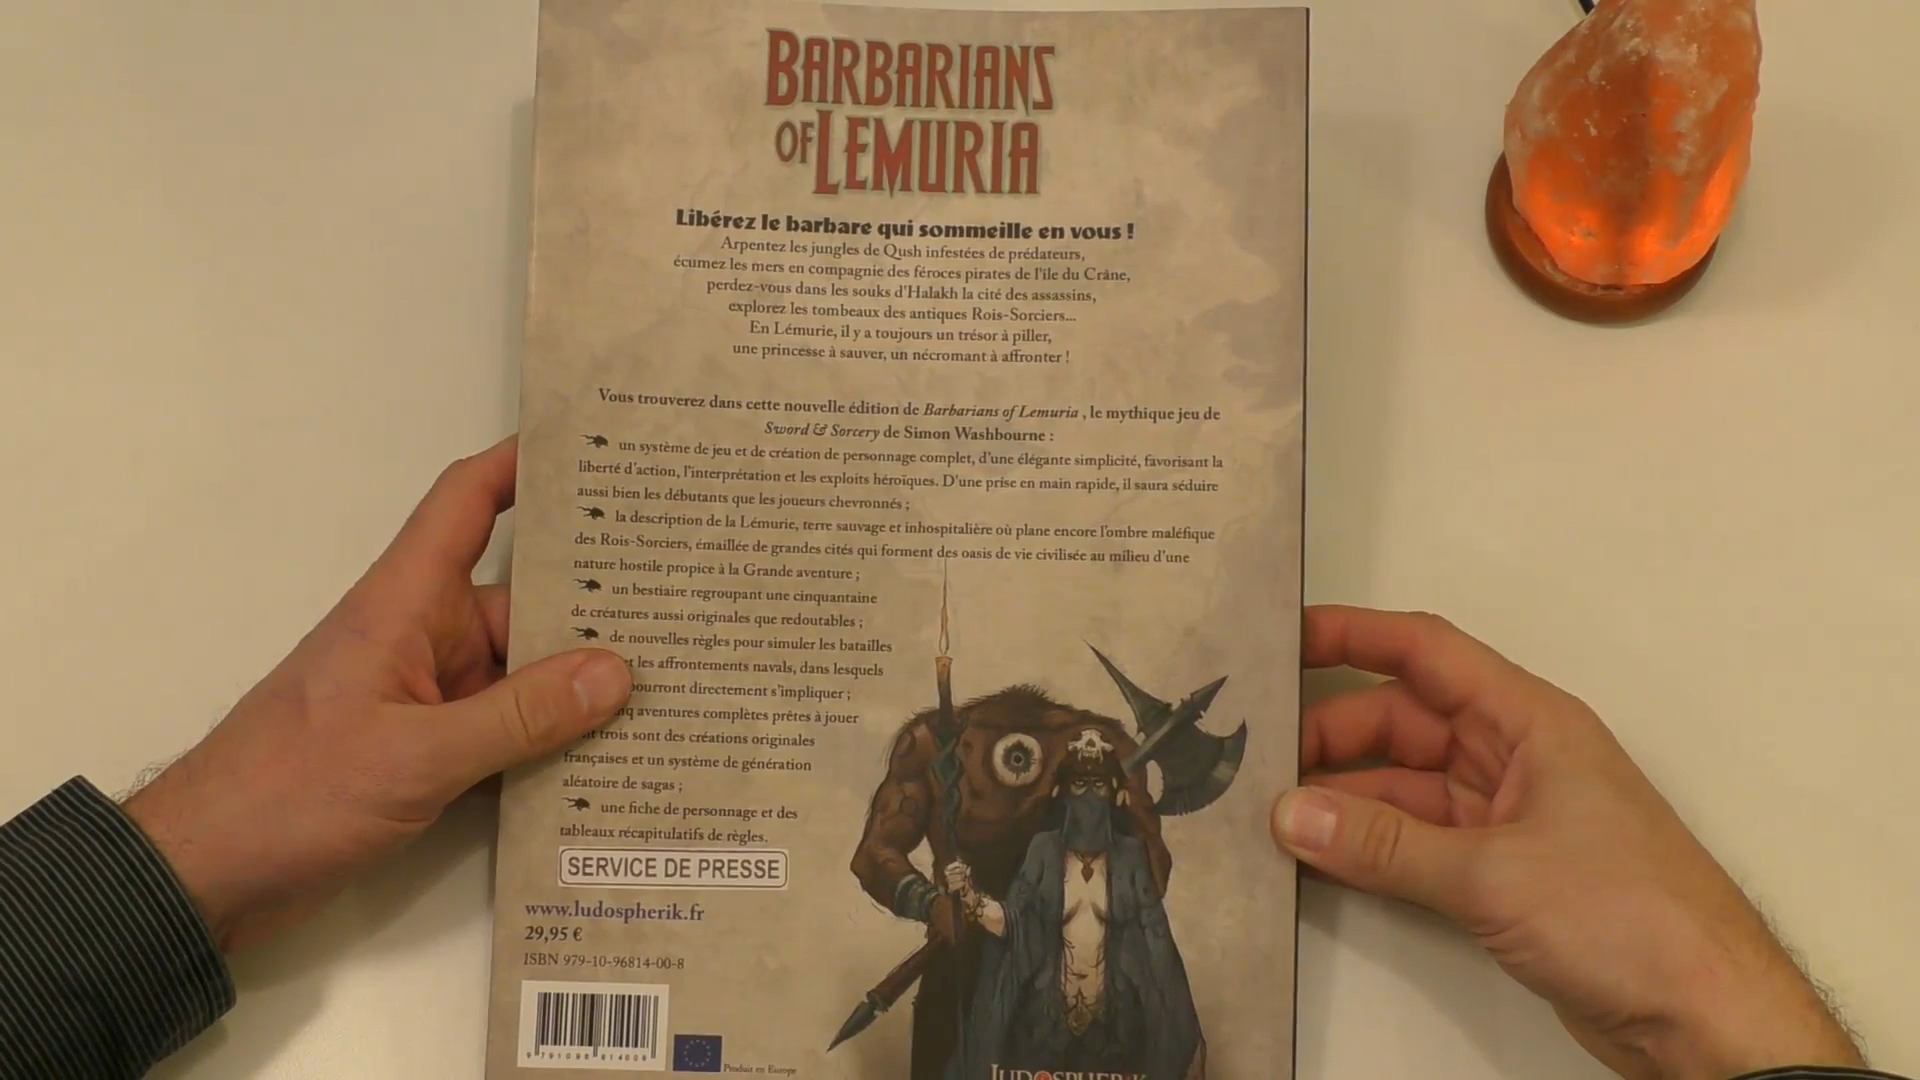 BARBARIANS
OF LEMURIA
Libérez le barbare qui sommeille en vous !
Arpentez les jungles de Qush infestées de prédateurs,
écumez les mers en compagnie des féroces pirates de l'île du Crâne,
perdez-vous dans les souks d'Halakh la cité des assassins,
explorez les tombeaux des antiques Rois-Sorciers...
En Lémurie, il y a toujours un trésor à piller,
une princesse à sauver, un nécromant à affronter !
Vous trouverez dans cette nouvelle édition de Barbarians of Lemuria , le mythique jeu de
Sword & Sorcery de Simon Washbourne :
un système de jeu et de création de personnage complet, d'une élégante simplicité, favorisant la
liberté d'action, l'interprétation et les exploits héroïques. D'une prise en main rapide, il saura séduire
aussi bien les débutants que les joueurs chevronnés ;
la description de la Lémurie, terre sauvage et inhospitalière où plane encore l'ombre maléfique
des Rois-Sorciers, émaillée de grandes cités qui forment des oasis de vie civilisée au milieu d'une
nature hostile propice à la Grande aventure ;
un bestiaire regroupant une cinquantaine
de créatures aussi originales que redoutables ;
de nouvelles règles pour simuler les batailles
et les affrontements navals, dans lesquels
pourront directement s'impliquer ;
aventures complètes prêtes à jouer
trois sont des créations originales
françaises et un système de génération
aléatoire de sagas ;
une fiche de personnage et des
tableaux récapitulatifs de règles.
SERVICE DE PRESSE
www.ludospherik.fr
29,95 €
ISBN 979-10-96814-00-8
9 791096 814008
Produit en Europe
LUDOSPHERIK